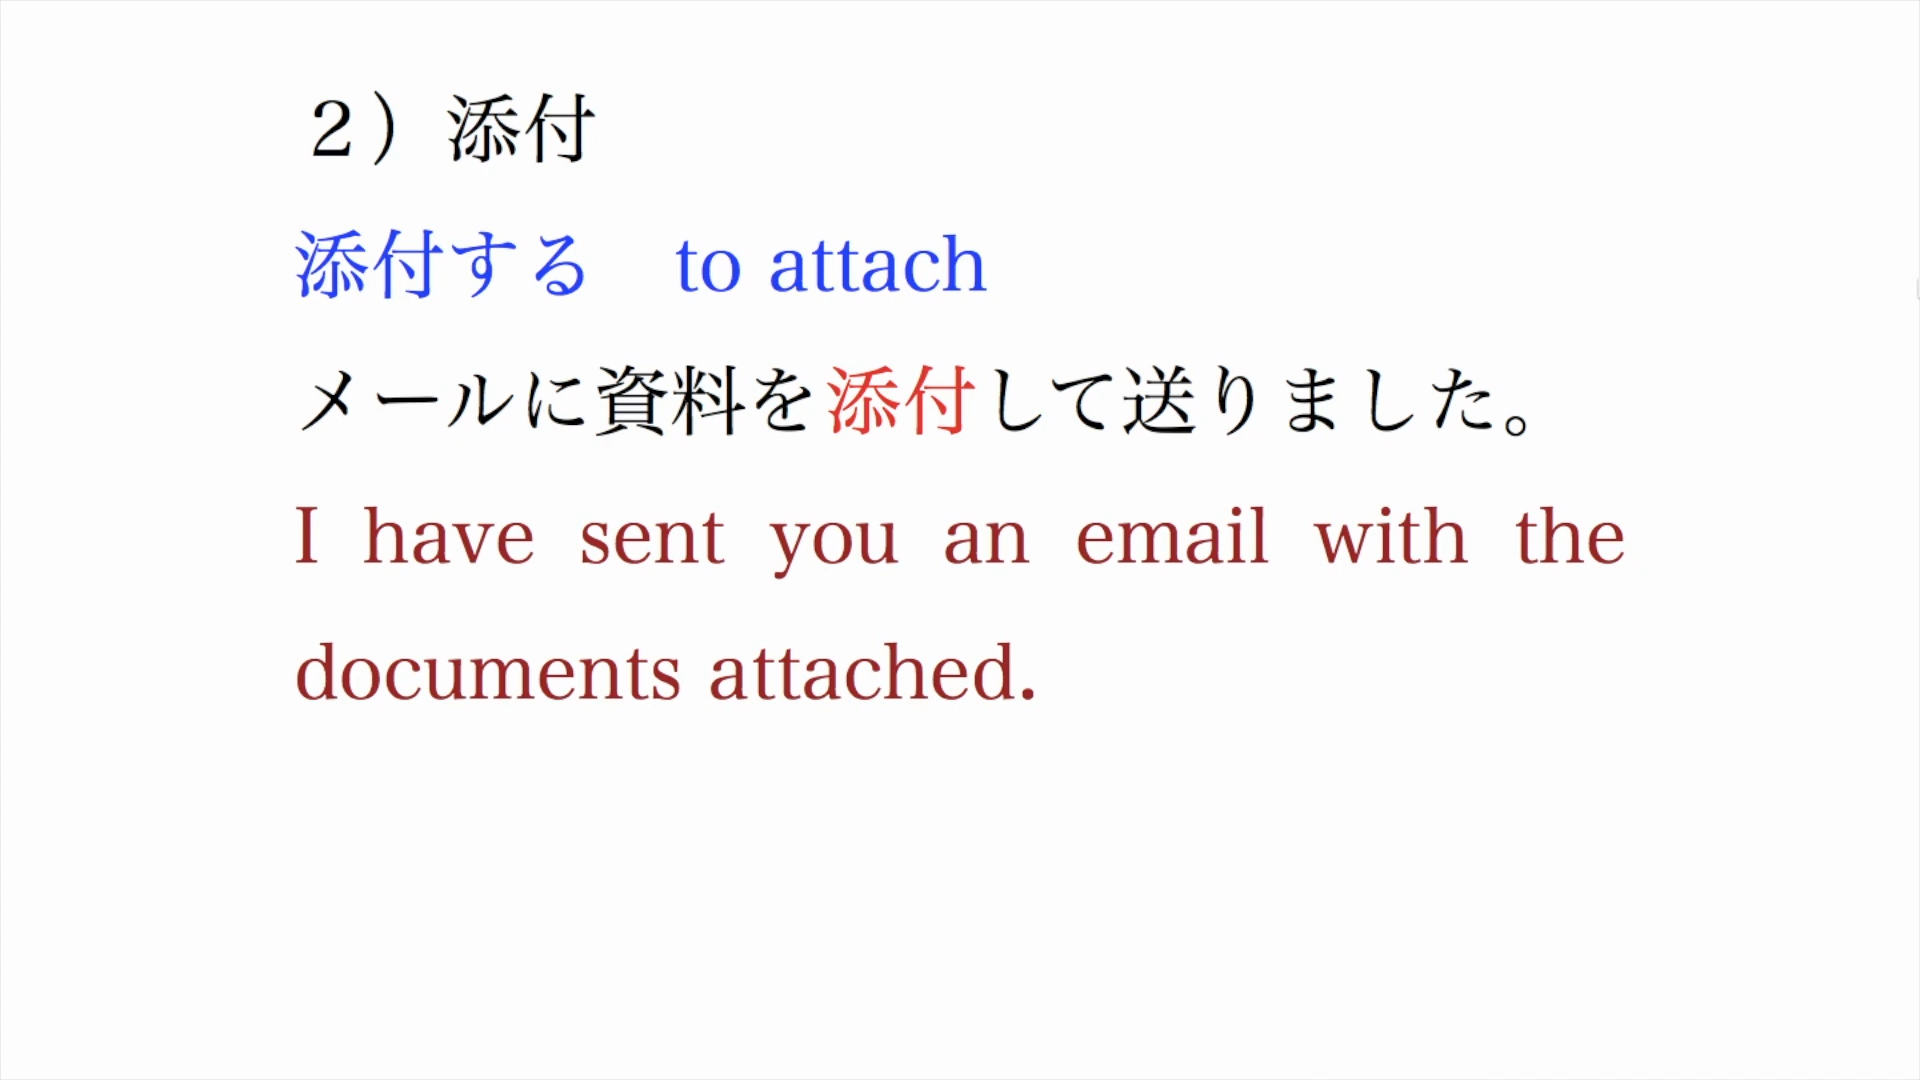 ２）添付
添付する　to attach
メールに資料を添付して送りました。
I have sent you an email with the
documents attached.